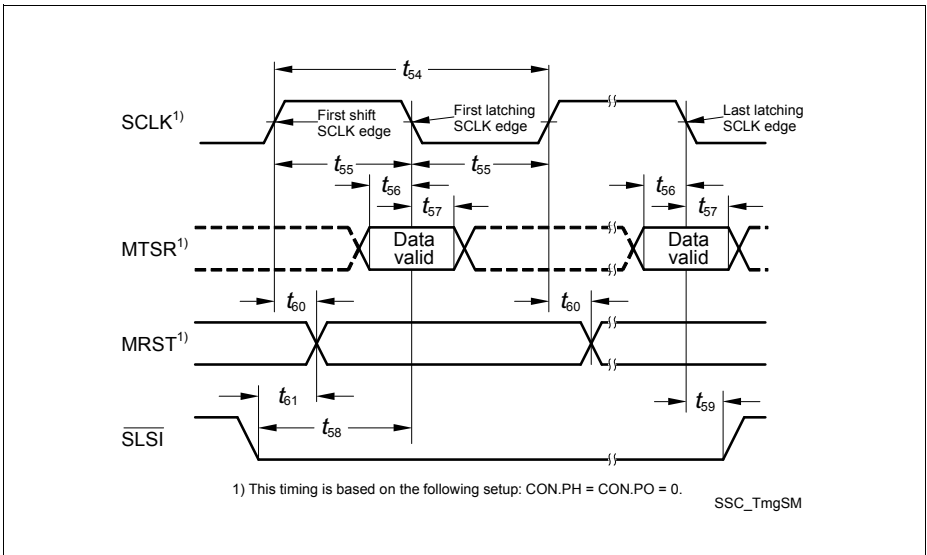 t54
SCLK1)
First shift
SCLK edge
First latching
SCLK edge
Last latching
SCLK edge
t55
t55
t56
t56
t57
t57
MTSR1)
Data
valid
Data
valid
t60
t60
MRST1)
t61
t59
t58
SLSI
1) This timing is based on the following setup: CON.PH = CON.PO = 0.
SSC_TmgSM